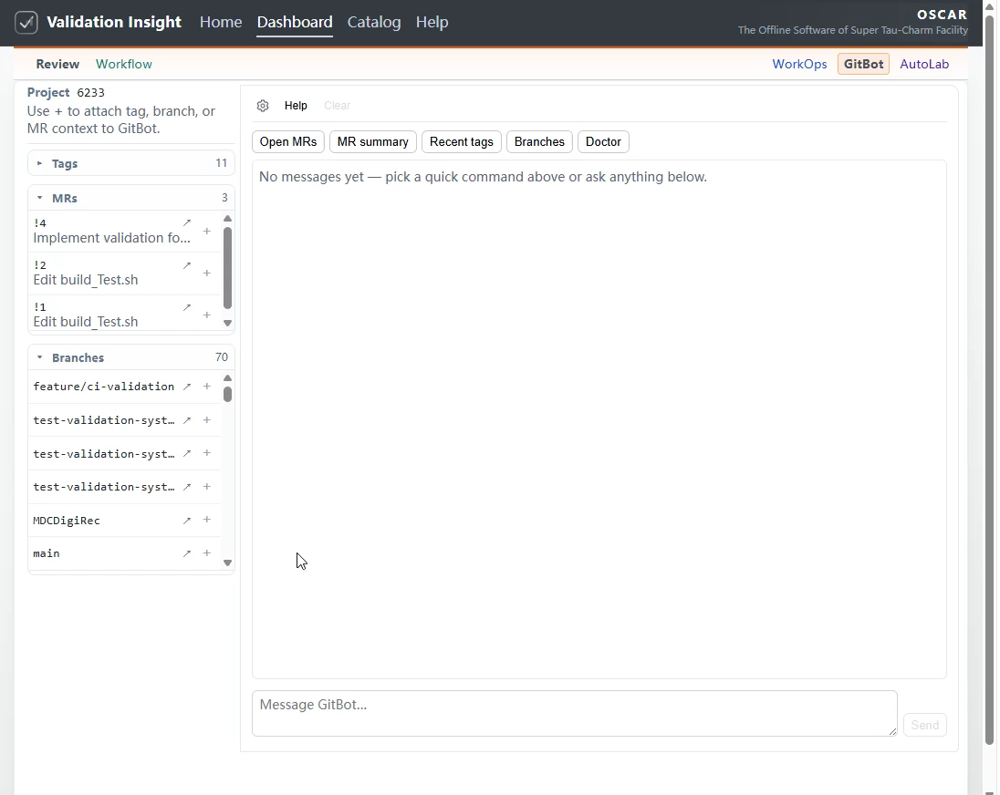 Validation Insight Home Dashboard Catalog Help
OSCAR
The Offline Software of Super Tau-Charm Facility
Review Workflow
WorkOps GitBot AutoLab
Project 6233
Use + to attach tag, branch, or
MR context to GitBot.
Tags 11
MRs 3
!4
Implement validation fo...
!2
Edit build_Test.sh
!1
Edit build_Test.sh
Branches 70
feature/ci-validation
test-validation-syst…
test-validation-syst…
test-validation-syst…
MDCDigiRec
main
Help Clear
Open MRs MR summary Recent tags Branches Doctor
No messages yet — pick a quick command above or ask anything below.
Message GitBot...
Send